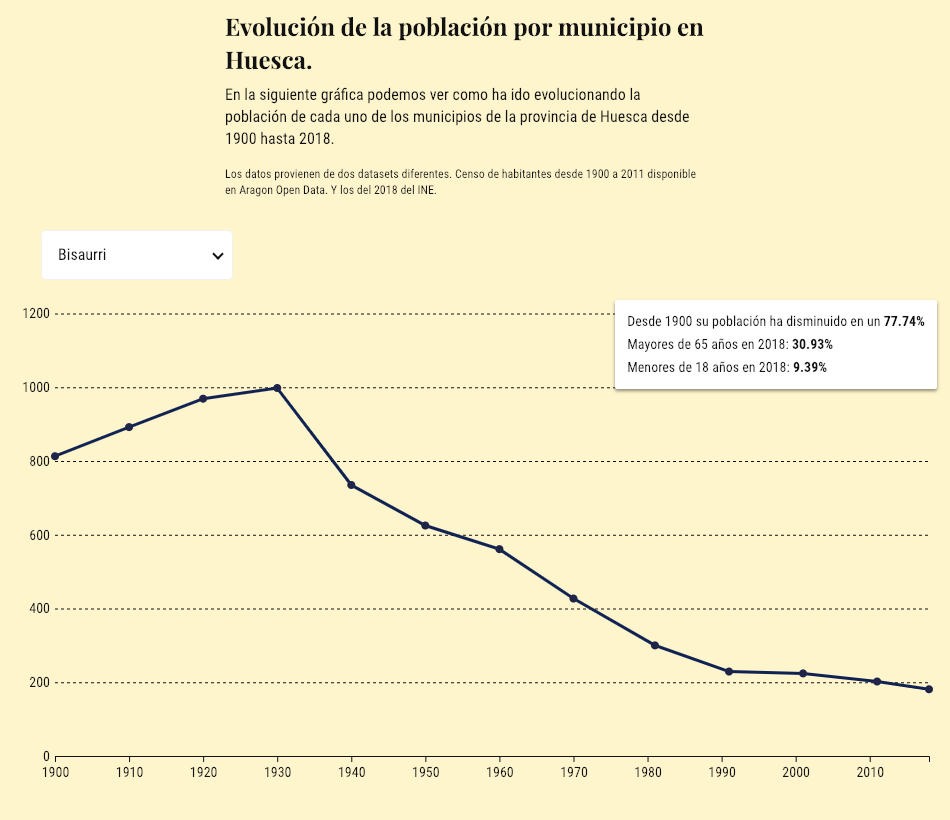 Evolución de la población por municipio en
Huesca.
En la siguiente gráfica podemos ver como ha ido evolucionando la
población de cada uno de los municipios de la provincia de Huesca desde
1900 hasta 2018.
Los datos provienen de dos datasets diferentes. Censo de habitantes desde 1900 a 2011 disponible
en Aragon Open Data. Y los del 2018 del INE.
Bisaurri
Desde 1900 su población ha disminuido en un 77.74%
Mayores de 65 años en 2018: 30.93%
Menores de 18 años en 2018: 9.39%
1200
1000
800
600
400
200
0
1900 1910 1920 1930 1940 1950 1960 1970 1980 1990 2000 2010